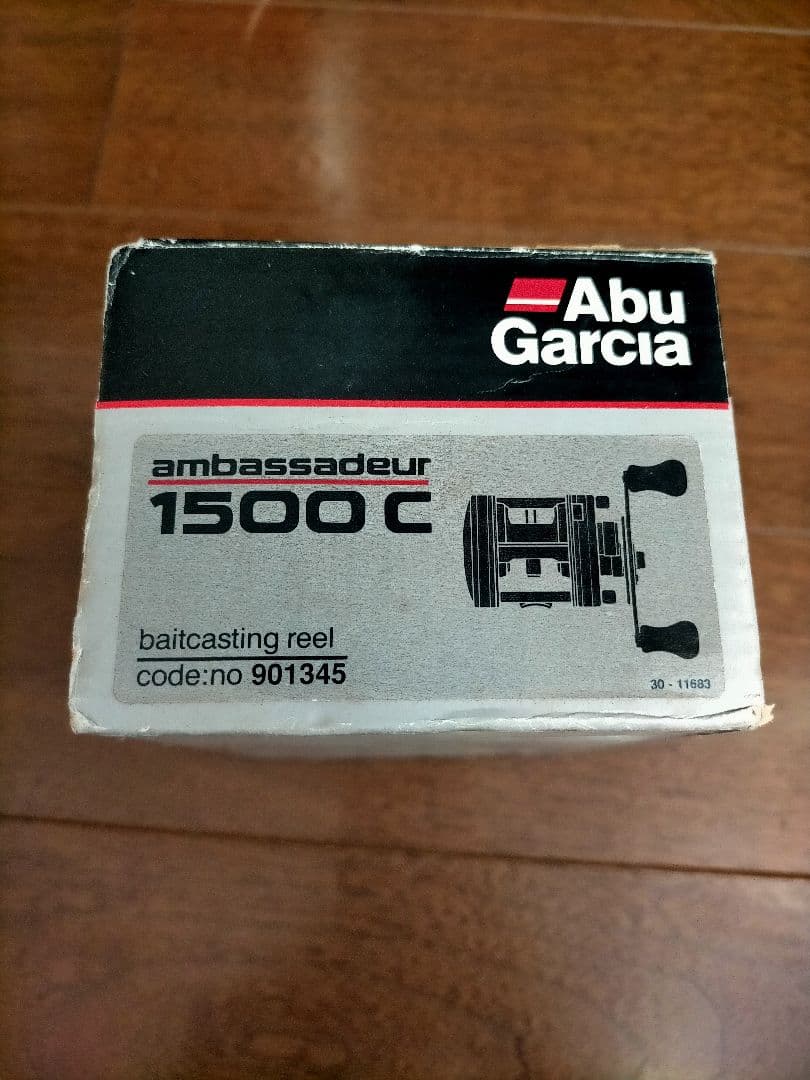 Abu
Garcia
ambassadeur
1500 C
baitcasting reel
code:no 901345
30 - 11683